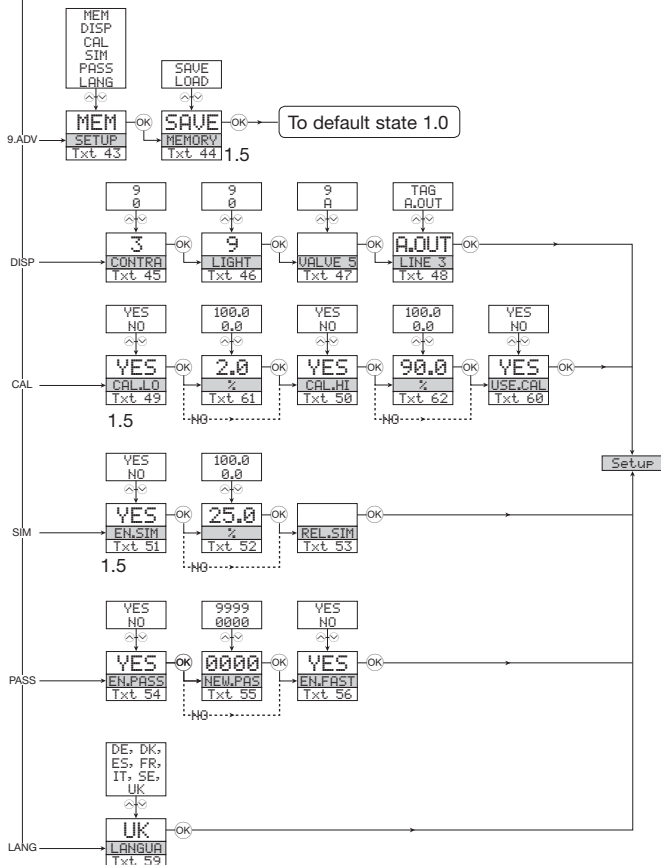 MEM
DISP
CAL
SIM
PASS
LANG
SAVE
LOAD
9.ADV
MEM
OK
SAVE
OK
To default state 1.0
SETUP
MEMORY
Txt 43
Txt 44
1.5
9
0
9
0
9
A
TAG
A.OUT
DISP
3
OK
9
OK
OK
A.OUT
OK
CONTRA
LIGHT
VALVE 5
LINE 3
Txt 45
Txt 46
Txt 47
Txt 48
YES
NO
100.0
0.0
YES
NO
100.0
0.0
YES
NO
CAL
YES
OK
2.0
OK
YES
OK
90.0
OK
YES
OK
CAL.LO
%
CAL.HI
%
USE.CAL
Txt 49
Txt 61
Txt 50
Txt 62
Txt 60
1.5
NO
NO
Setup
YES
NO
100.0
0.0
SIM
YES
OK
25.0
OK
OK
EN.SIM
%
REL.SIM
Txt 51
Txt 52
Txt 53
1.5
NO
YES
NO
9999
0000
YES
NO
PASS
YES
OK
0000
OK
YES
OK
EN.PASS
NEW.PAS
EN.FAST
Txt 54
Txt 55
Txt 56
NO
DE, DK,
ES, FR,
IT, SE,
UK
LANG
UK
OK
LANGUA
Txt 59